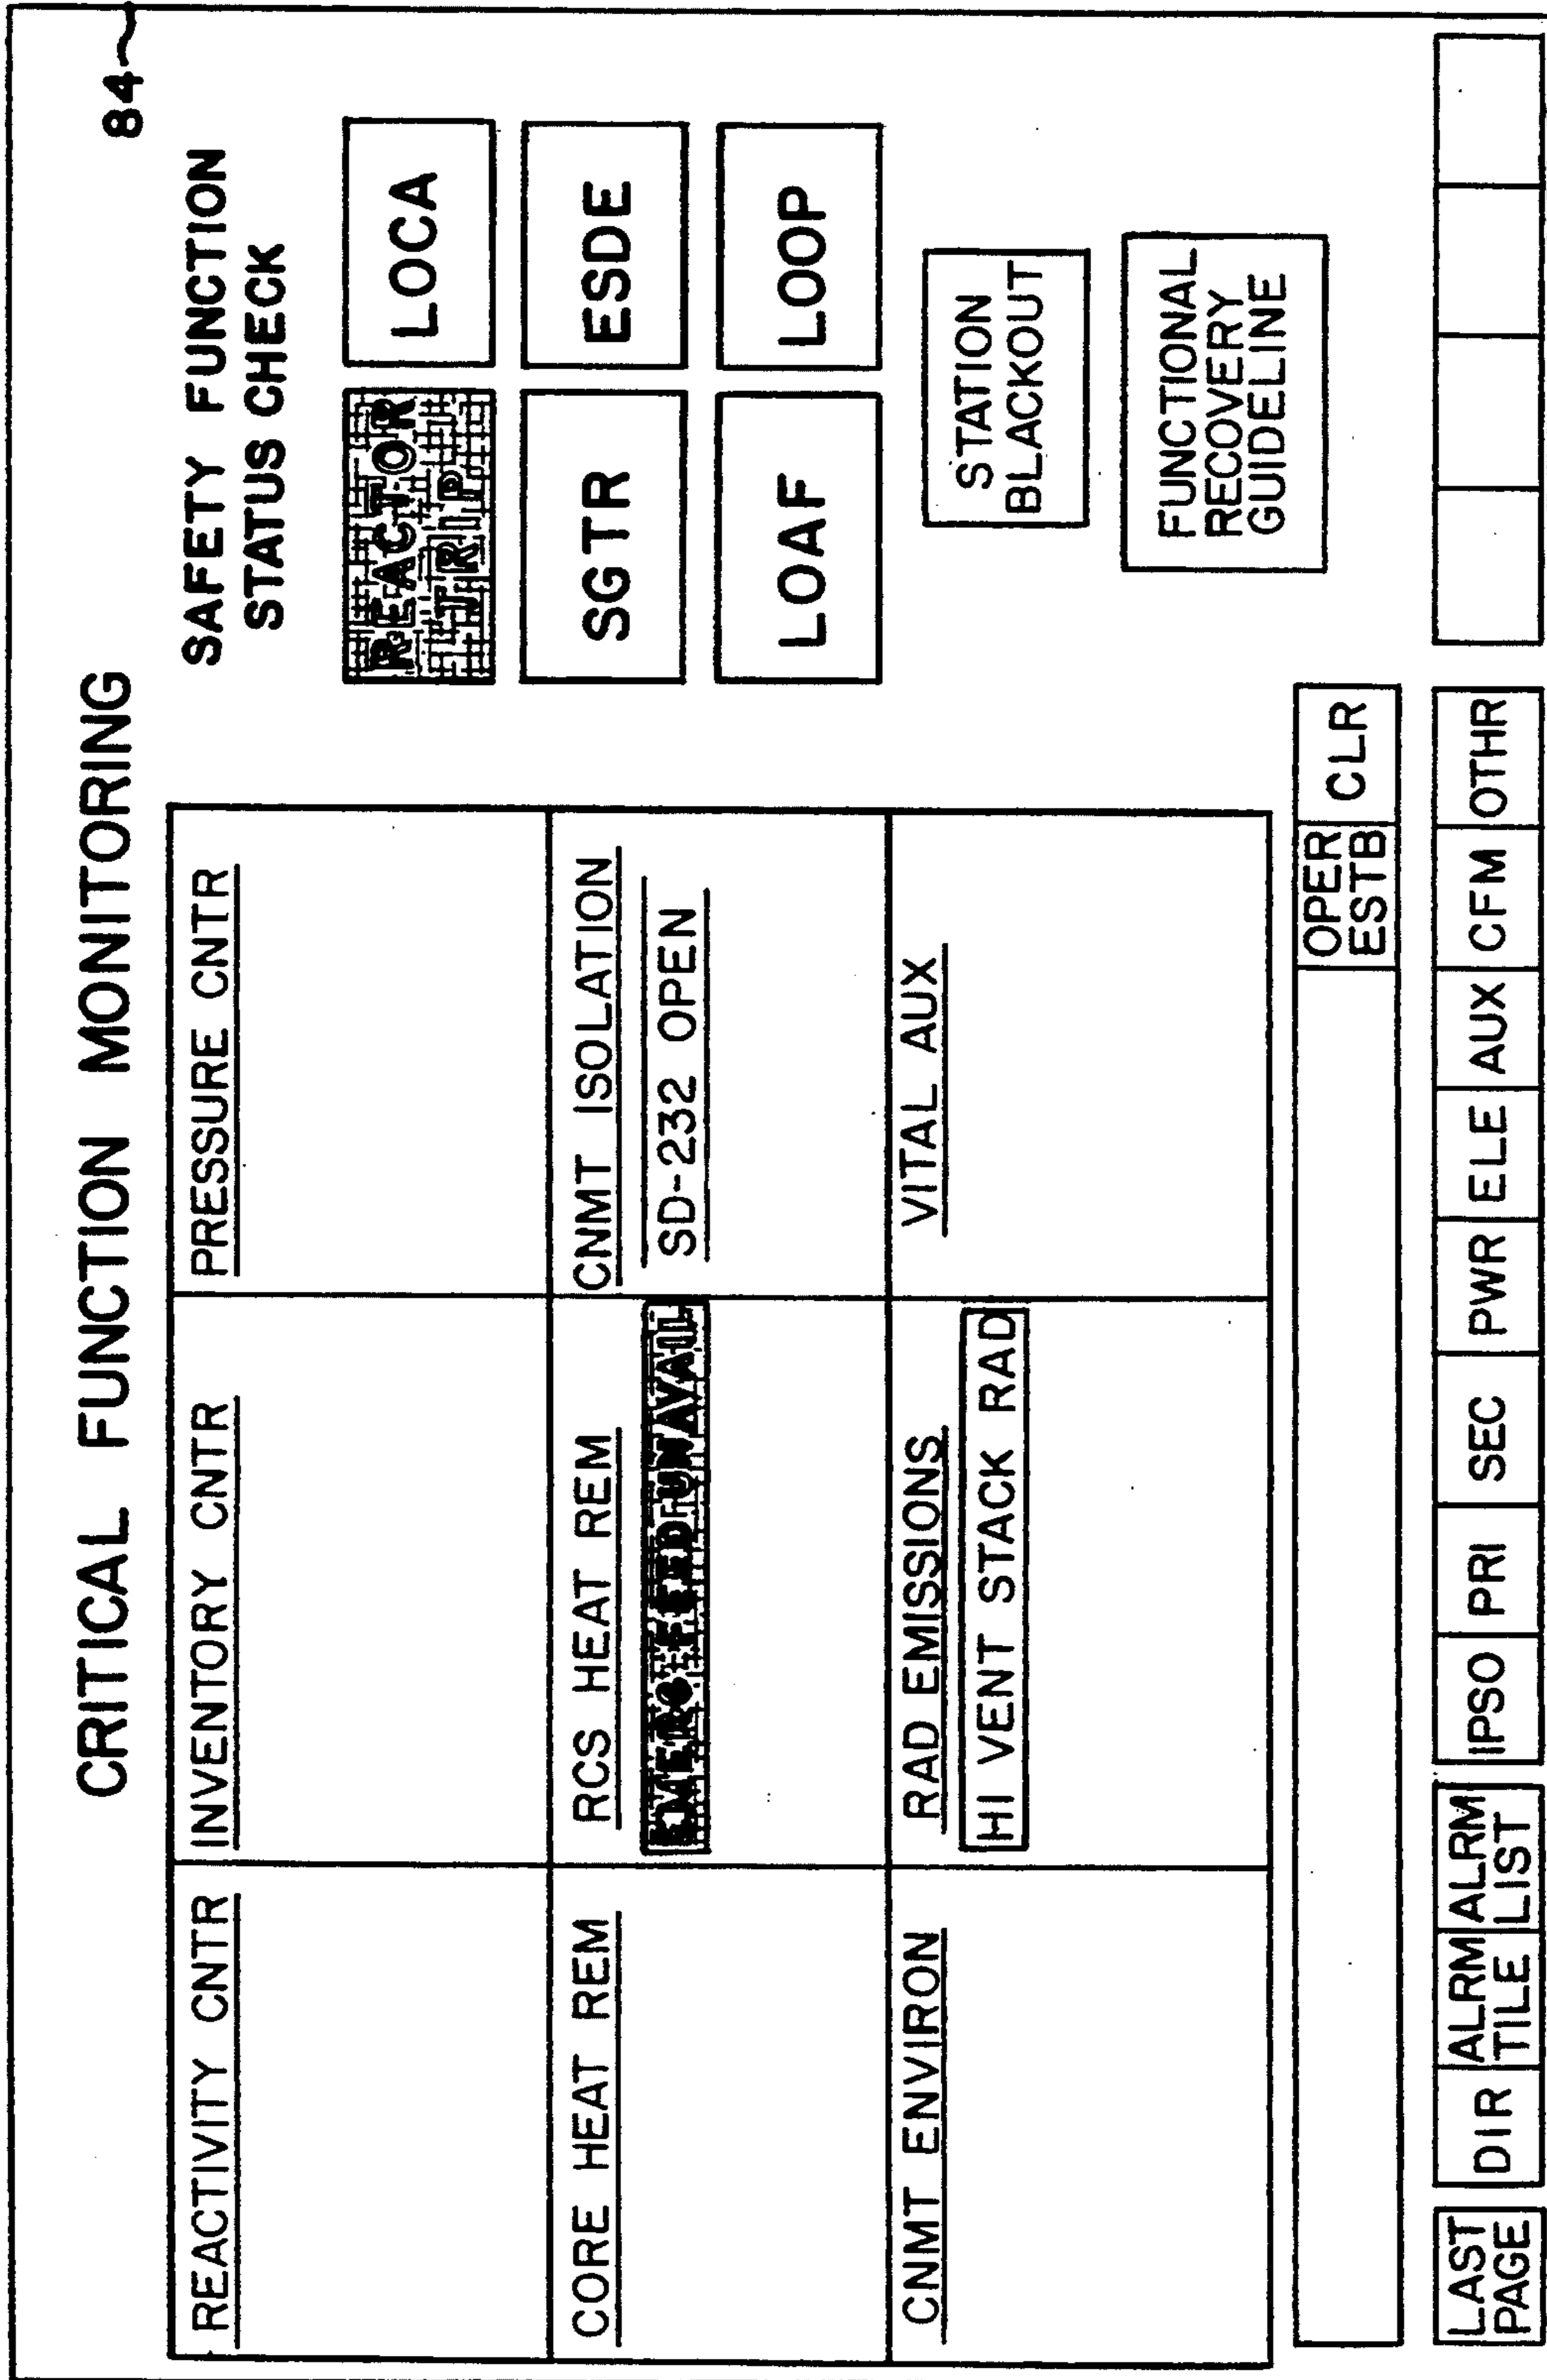 84
CRITICAL FUNCTION MONITORING
REACTIVITY CNTR
INVENTORY CNTR
PRESSURE CNTR
CORE HEAT REM
RCS HEAT REM
EMERG FEED UNAVAIL
CNMT ISOLATION
SD-232 OPEN
CNMT ENVIRON
RAD EMISSIONS
HI VENT STACK RAD
VITAL AUX
SAFETY FUNCTION
STATUS CHECK
REACTOR
TRIP
LOCA
SGTR
ESDE
LOAF
LOOP
STATION
BLACKOUT
FUNCTIONAL
RECOVERY
GUIDELINE
OPER
ESTB
CLR
LAST
PAGE
DIR
ALRM
TILE
ALRM
LIST
IPSO
PRI
SEC
PWR
ELE
AUX
CFM
OTHR